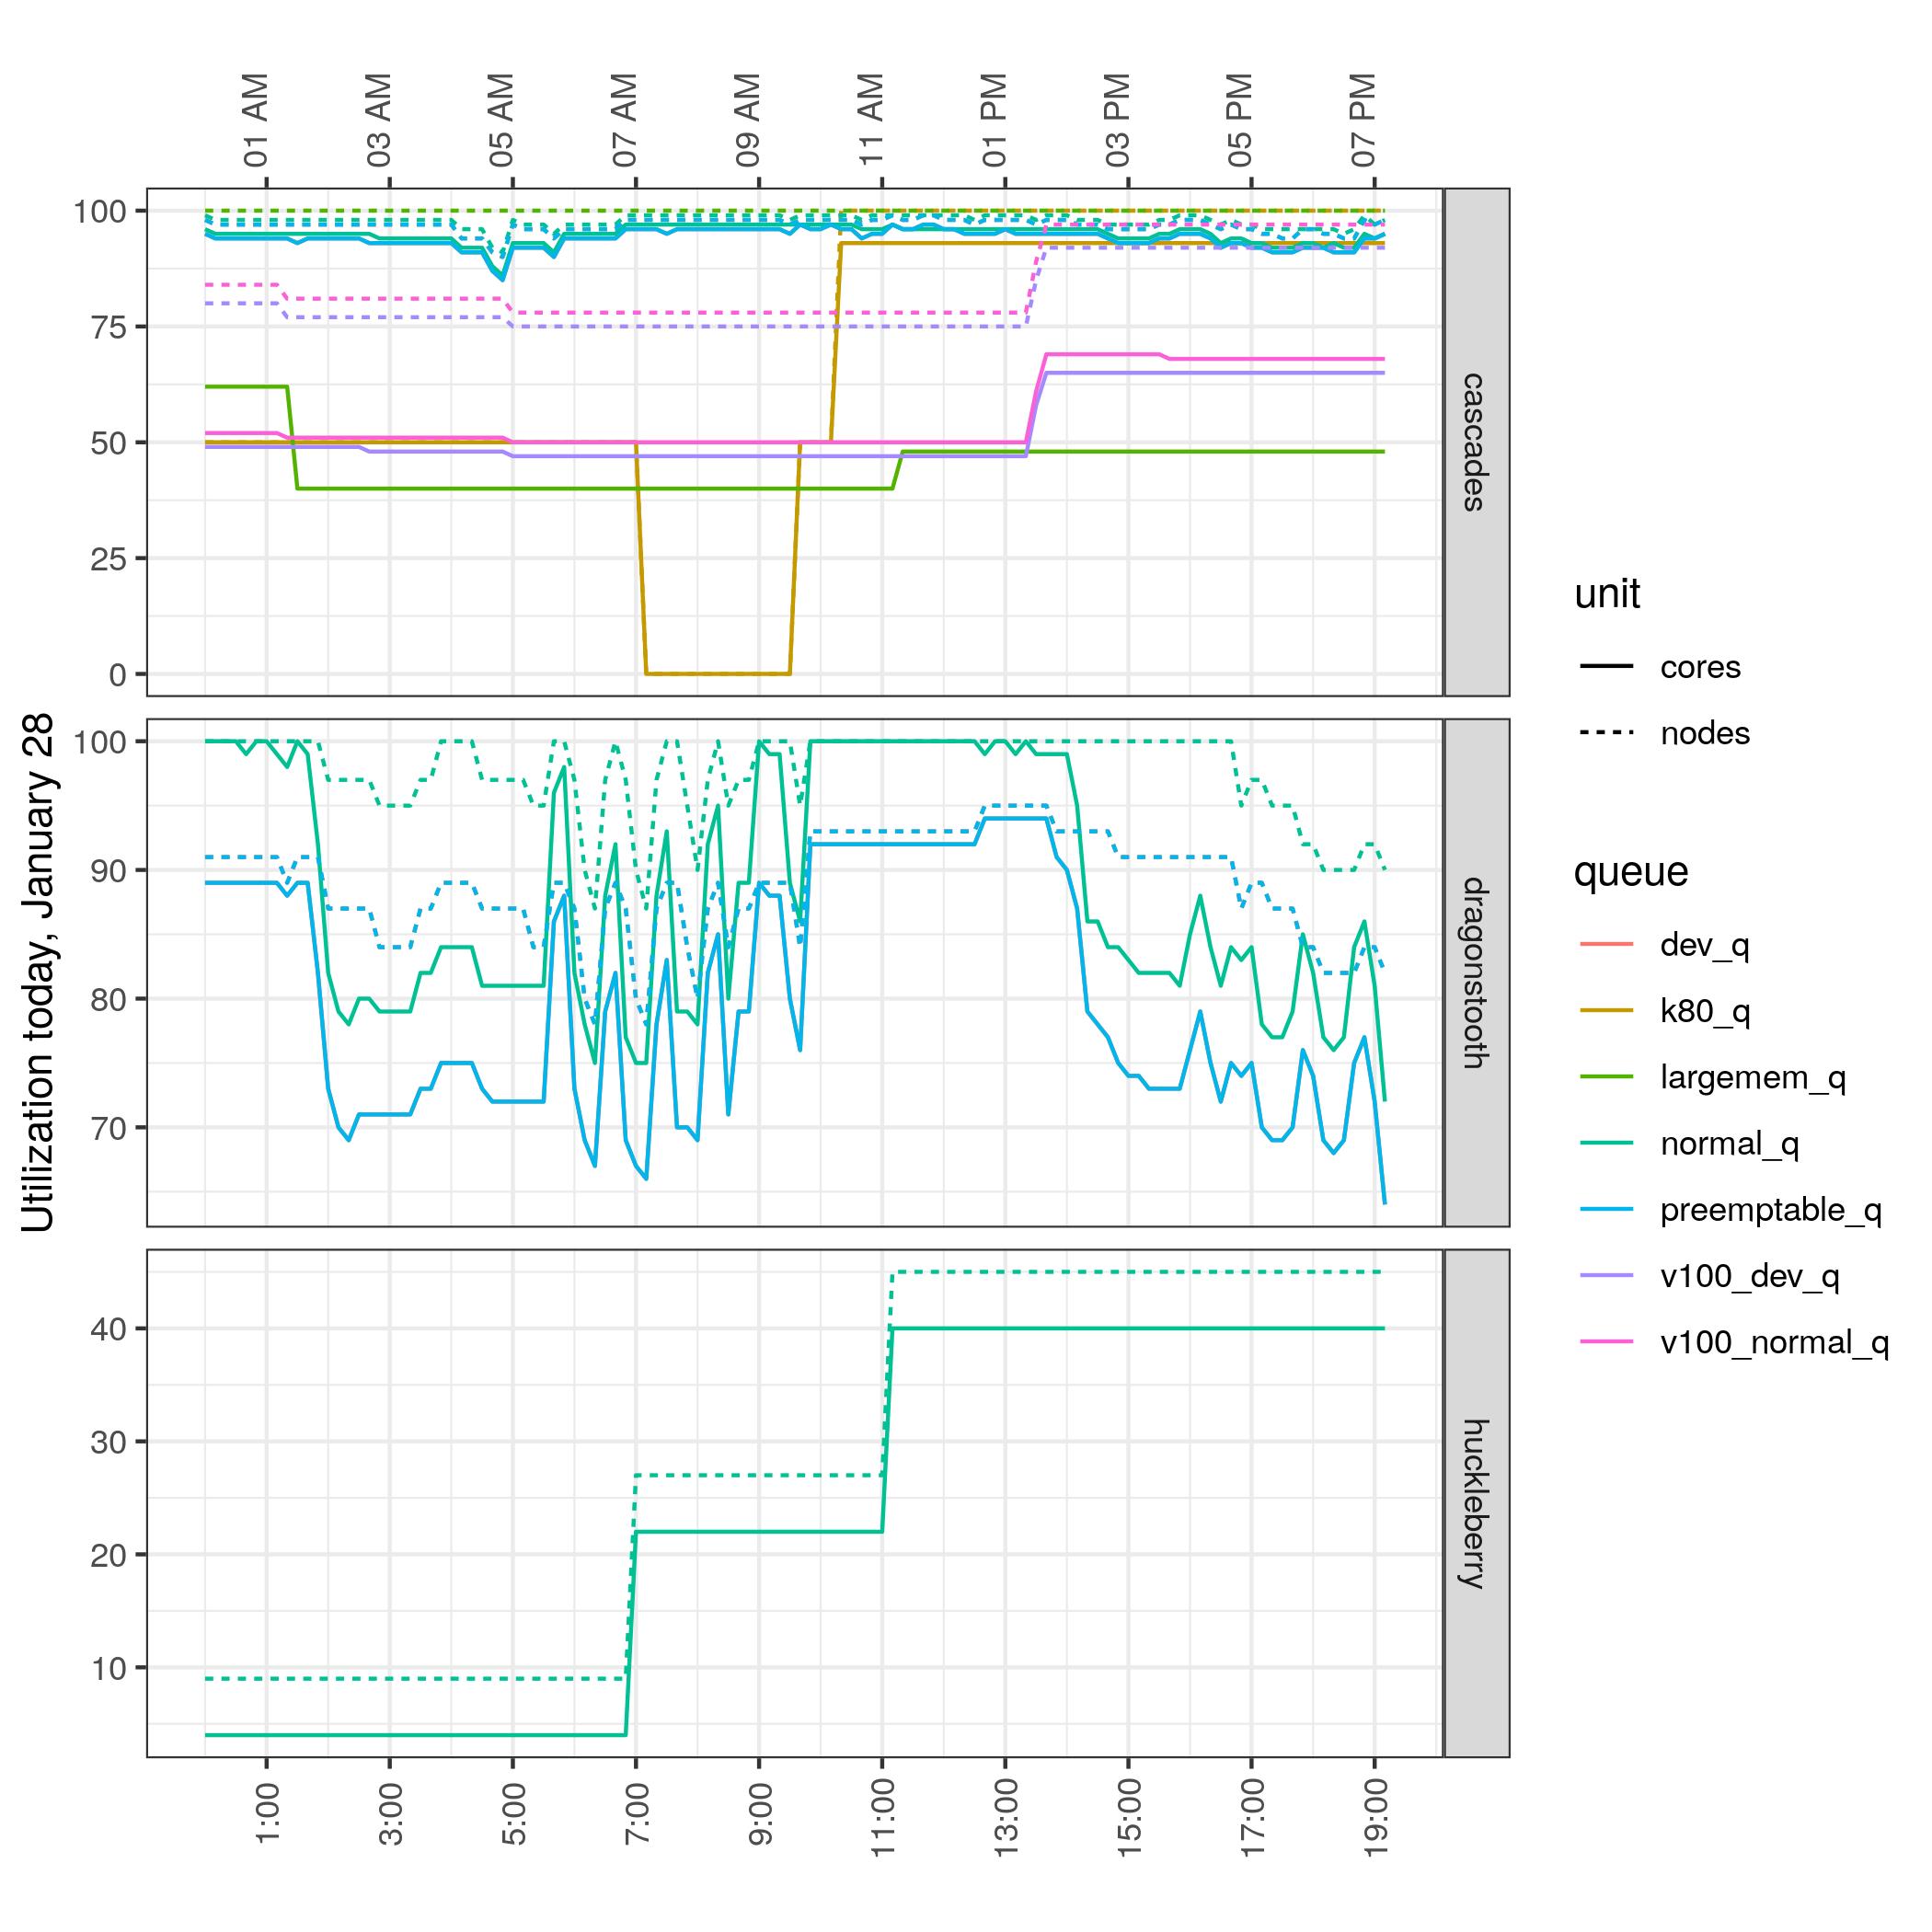 01 AM
03 AM
05 AM
07 AM
09 AM
11 AM
01 PM
03 PM
05 PM
07 PM
Utilization today, January 28
100
75
50
25
0
cascades
100
90
80
70
dragonstooth
40
30
20
10
huckleberry
1:00
3:00
5:00
7:00
9:00
11:00
13:00
15:00
17:00
19:00
unit
cores
nodes
queue
dev_q
k80_q
largemem_q
normal_q
preemptable_q
v100_dev_q
v100_normal_q